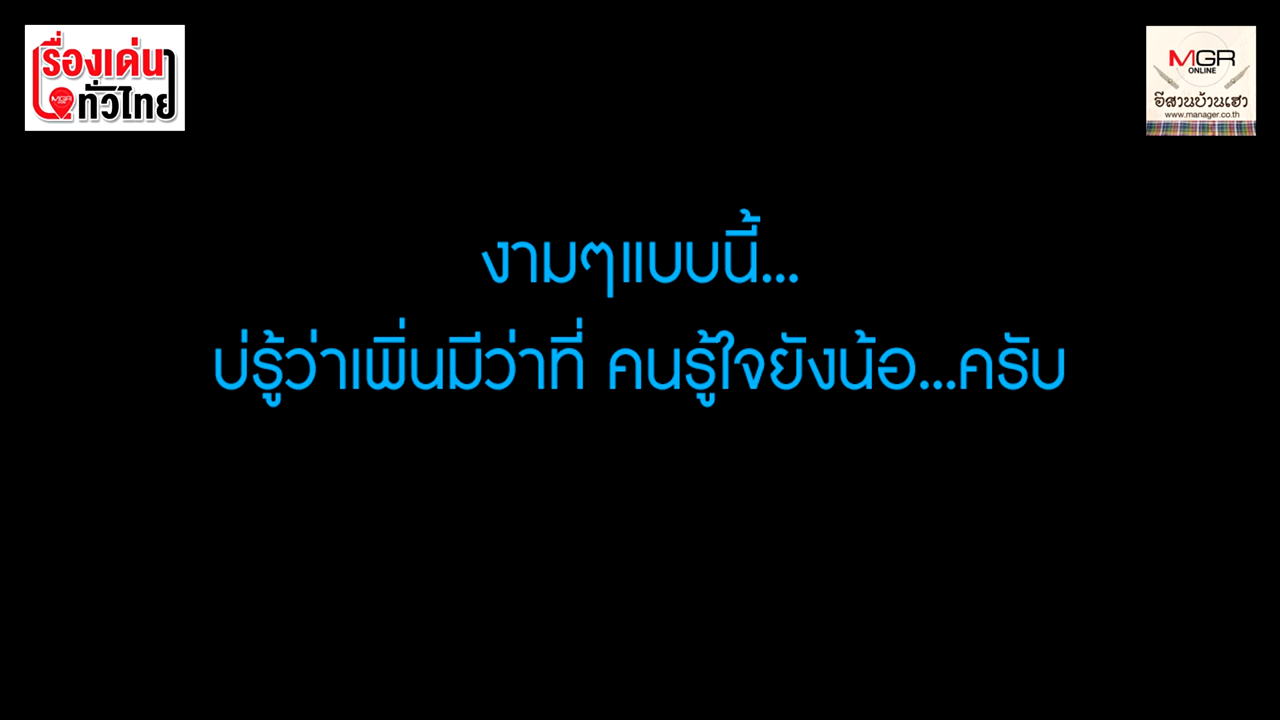 เรื่องเด่น
MGR
ทั่วไทย
MGR
ONLINE
อีสานบ้านเฮา
www.manager.co.th
งามๆแบบนี้...
บ่รู้ว่าเพิ่นมีว่าที่ คนรู้ใจยังน้อ...ครับ